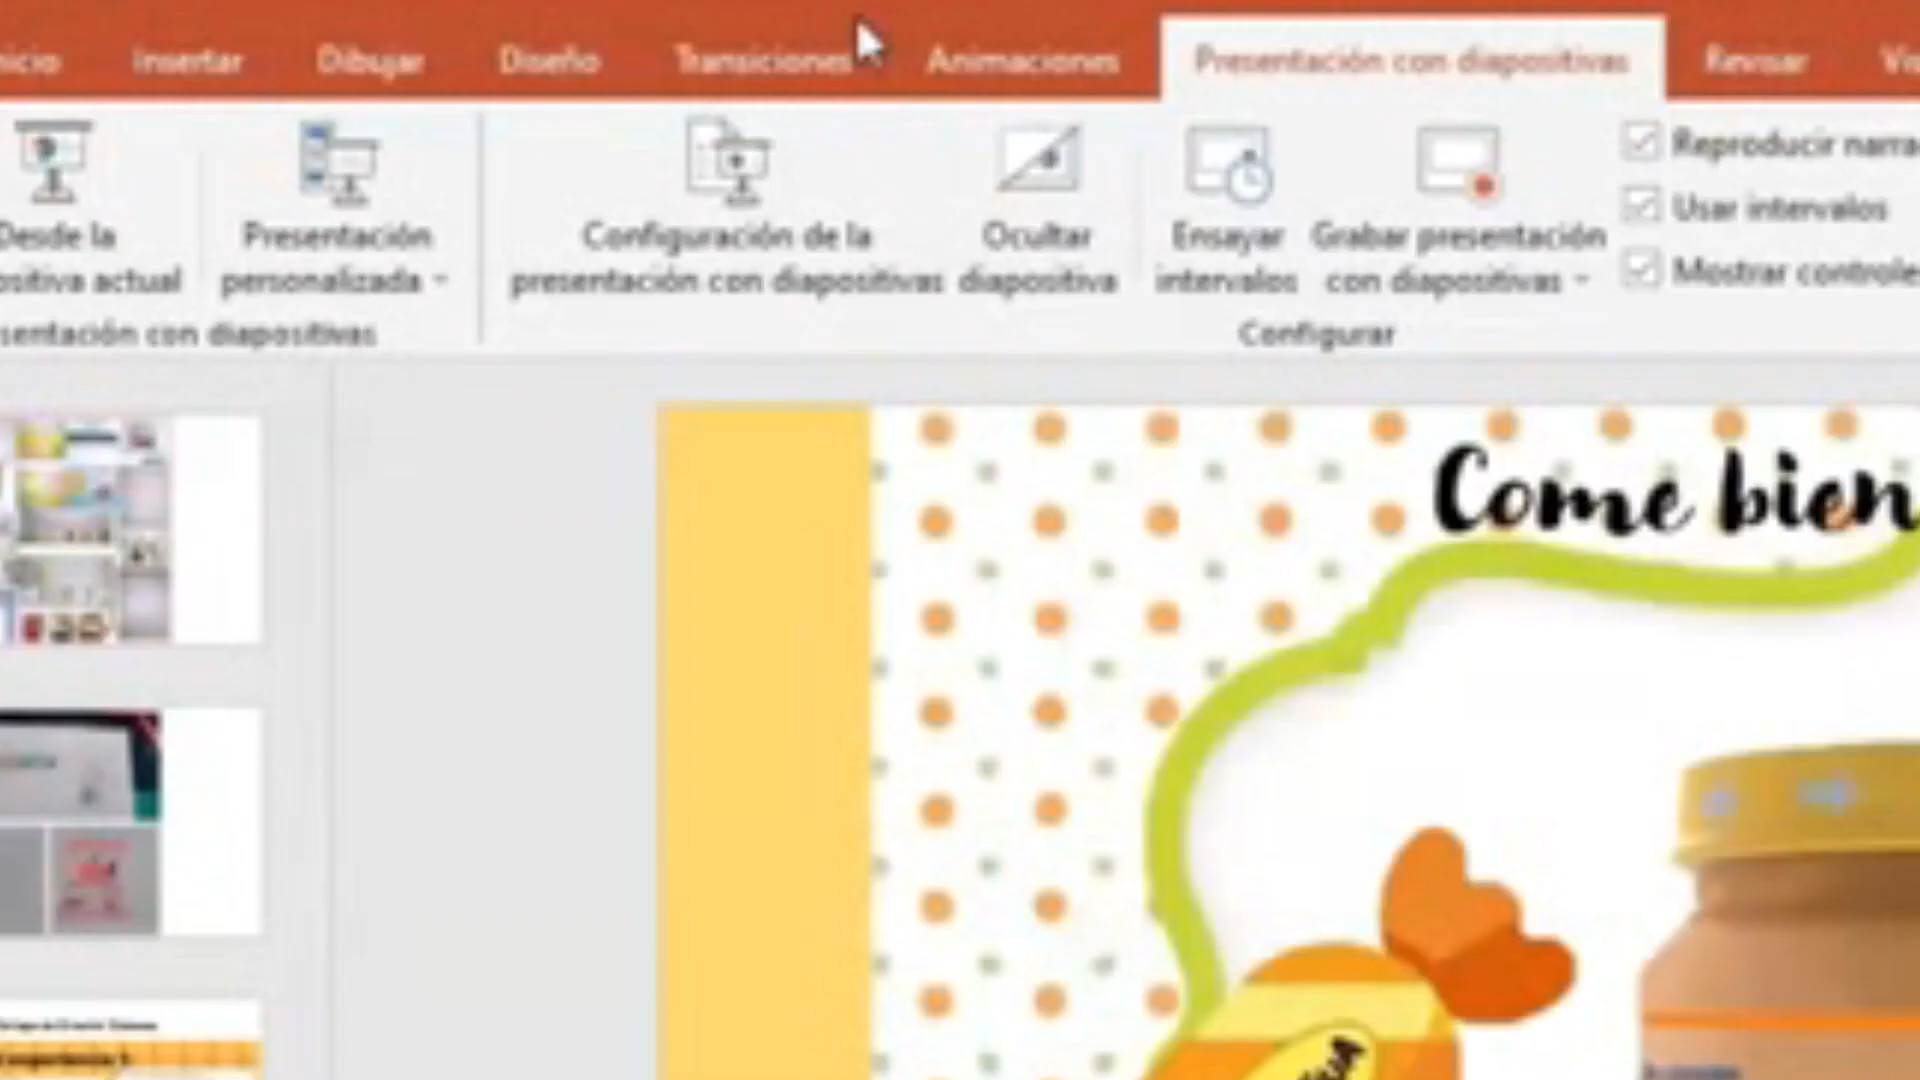 nicio Insertar Dibujar Diseño Transiciones Animaciones Presentación con diapositivas Revisar Vis
Desde la
ositiva actual
Presentación
personalizada
Configuración de la
presentación con diapositivas
Ocultar
diapositiva
Ensayar
intervalos
Grabar presentación
con diapositivas
Reproducir narra
Usar intervalos
Mostrar controle
sentación con diapositivas
Configurar
Come bien